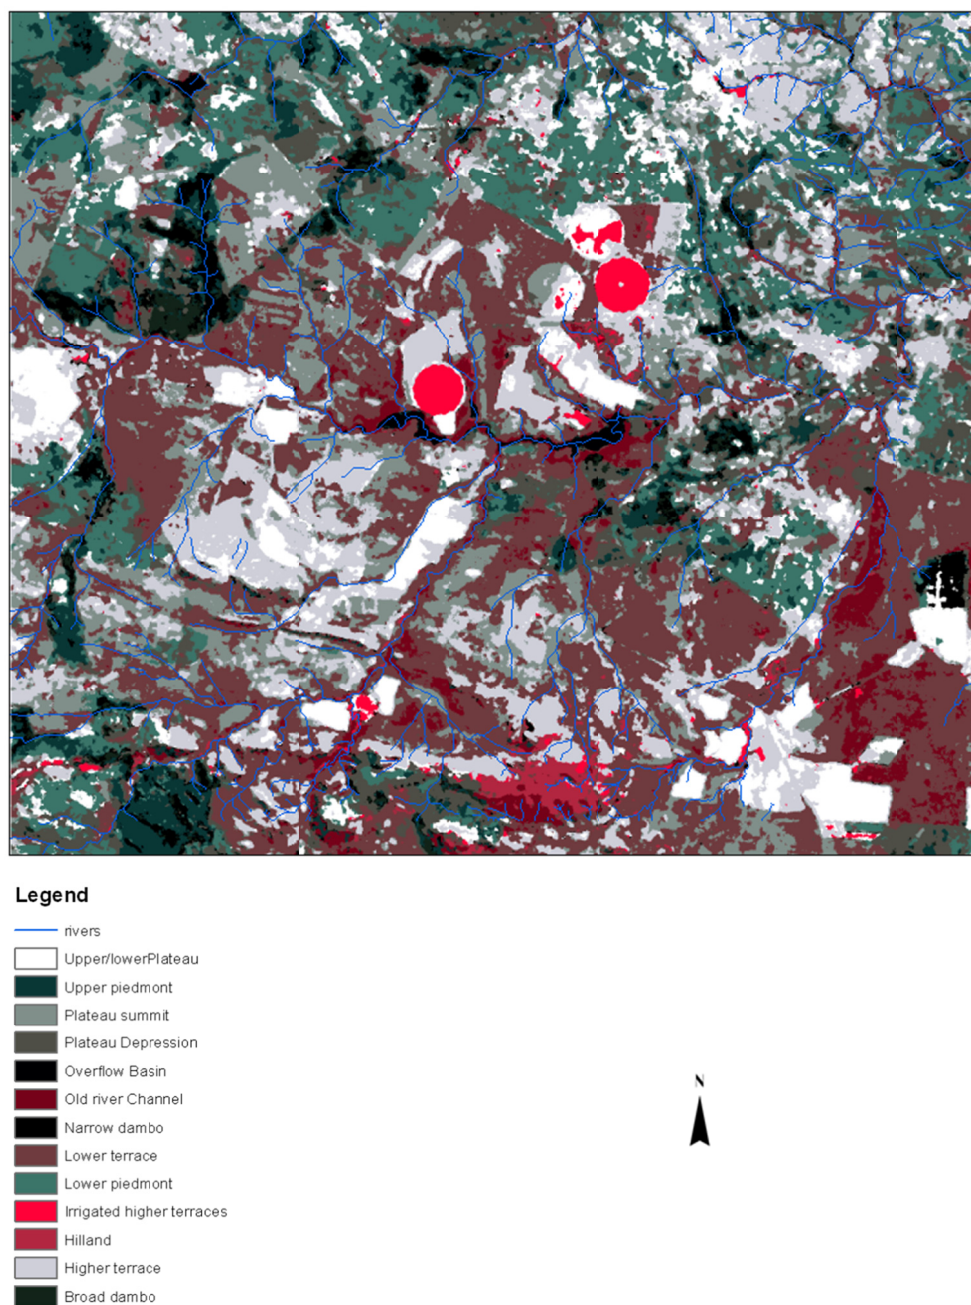 Legend
rivers
Upper/lowerPlateau
Upper piedmont
Plateau summit
Plateau Depression
Overflow Basin
Old river Channel
Narrow dambo
Lower terrace
Lower piedmont
Irrigated higher terraces
Hilland
Higher terrace
Broad dambo
N